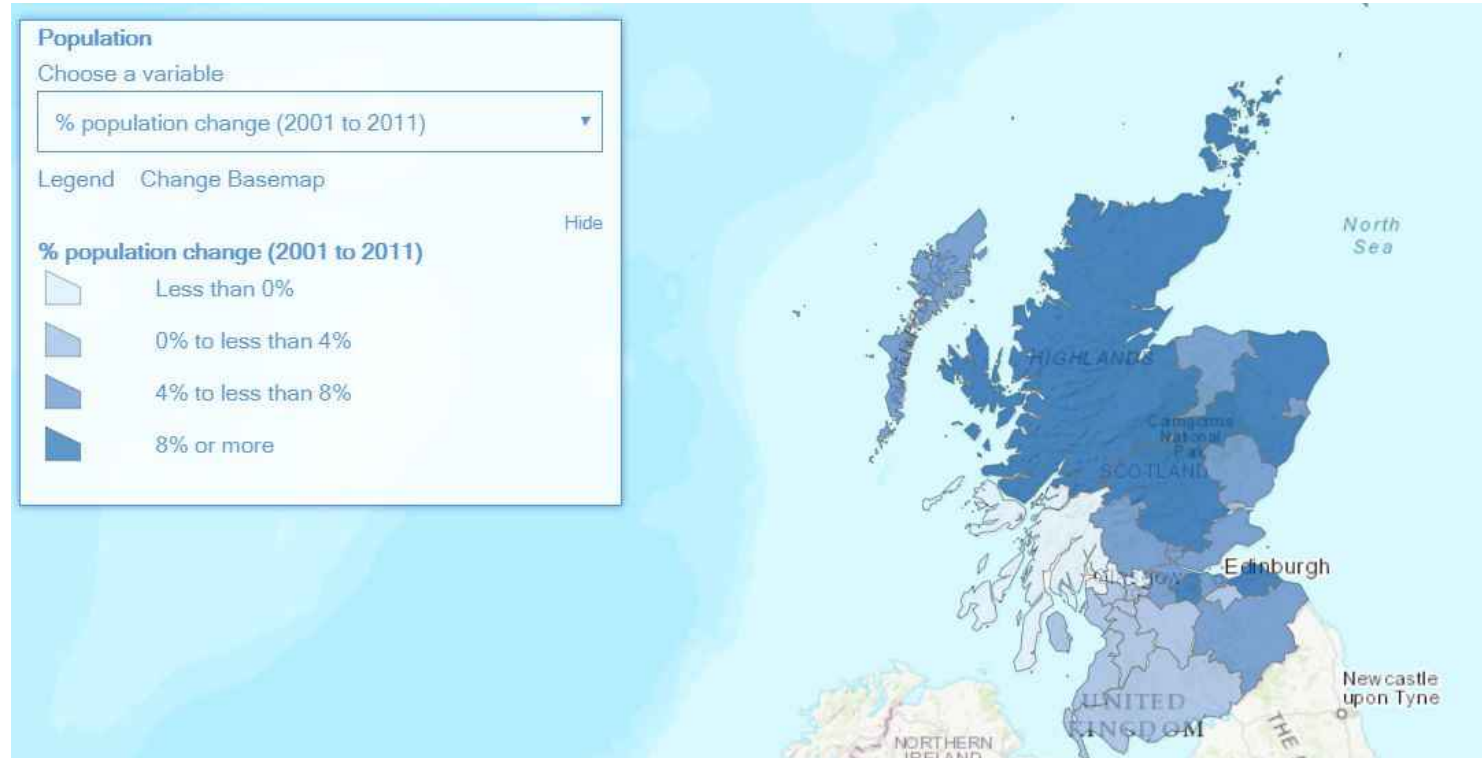 Population
Choose a variable
% population change (2001 to 2011)
Legend Change Basemap
Hide
% population change (2001 to 2011)
Less than 0%
0% to less than 4%
4% to less than 8%
8% or more
North
Sea
HIGHLANDS
Cairngorms
National
Park
SCOTLAND
Edinburgh
Newcastle
upon Tyne
UNITED
KINGDOM
NORTHERN
IRELAND
THE